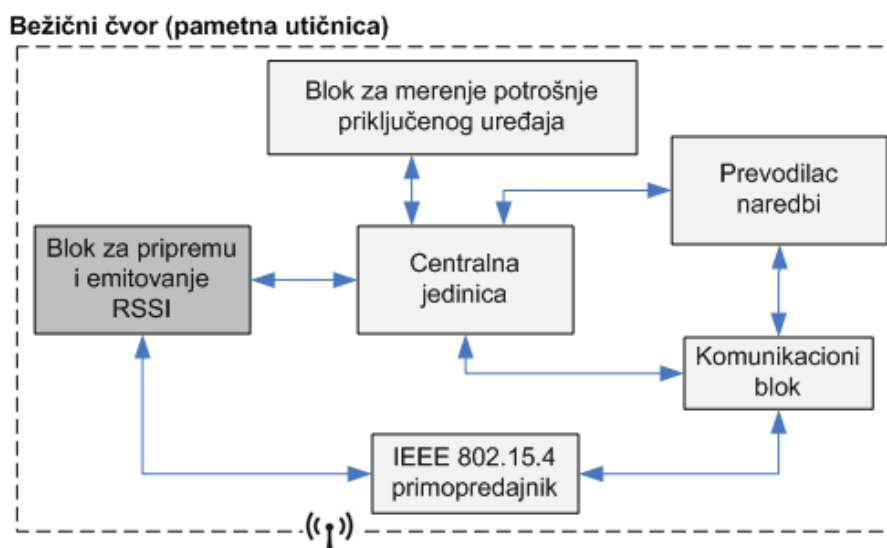 Bežični čvor (pametna utičnica)
Blok za merenje potrošnje
priključenog uređaja
Prevodilac
naredbi
Blok za pripremu
i emitovanje
RSSI
Centralna
jedinica
Komunikacioni
blok
IEEE 802.15.4
primopredajnik